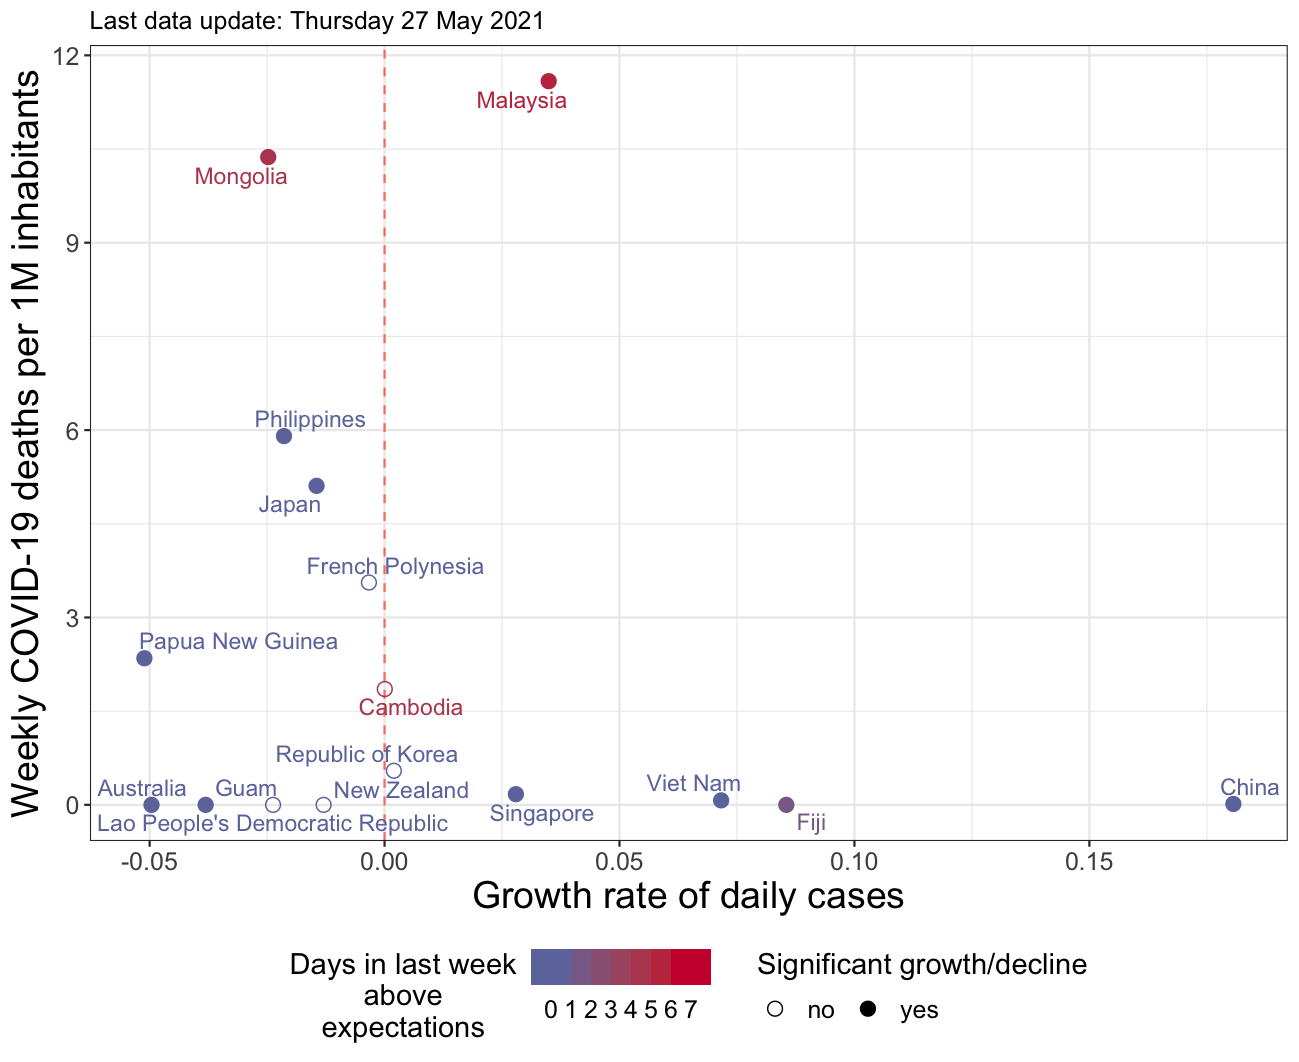 Last data update: Thursday 27 May 2021
Weekly COVID-19 deaths per 1M inhabitants
12
9
6
3
0
Malaysia
Mongolia
Philippines
Japan
French Polynesia
Papua New Guinea
Cambodia
Republic of Korea
Australia
Guam
New Zealand
Viet Nam
China
Singapore
Lao People's Democratic Republic
Fiji
-0.05 0.00 0.05 0.10 0.15
Growth rate of daily cases
Days in last week
above
expectations
0 1 2 3 4 5 6 7
Significant growth/decline
no yes